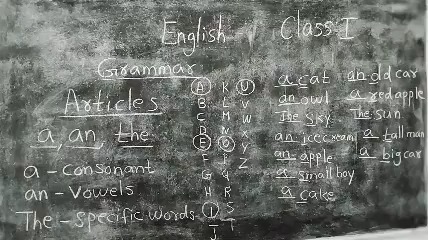 English - Class: I
Grammar
Articles
a, an, the
a - consonant
an - Vowels
The - Specific words
A K U
B L V
C M W
D N X
E O Y
F P Z
G Q
H R
I S
J T
a cat
an owl
The sky
an icecream
an apple
a small boy
a cake
an old car
a red apple
The sun
a tall man
a big car